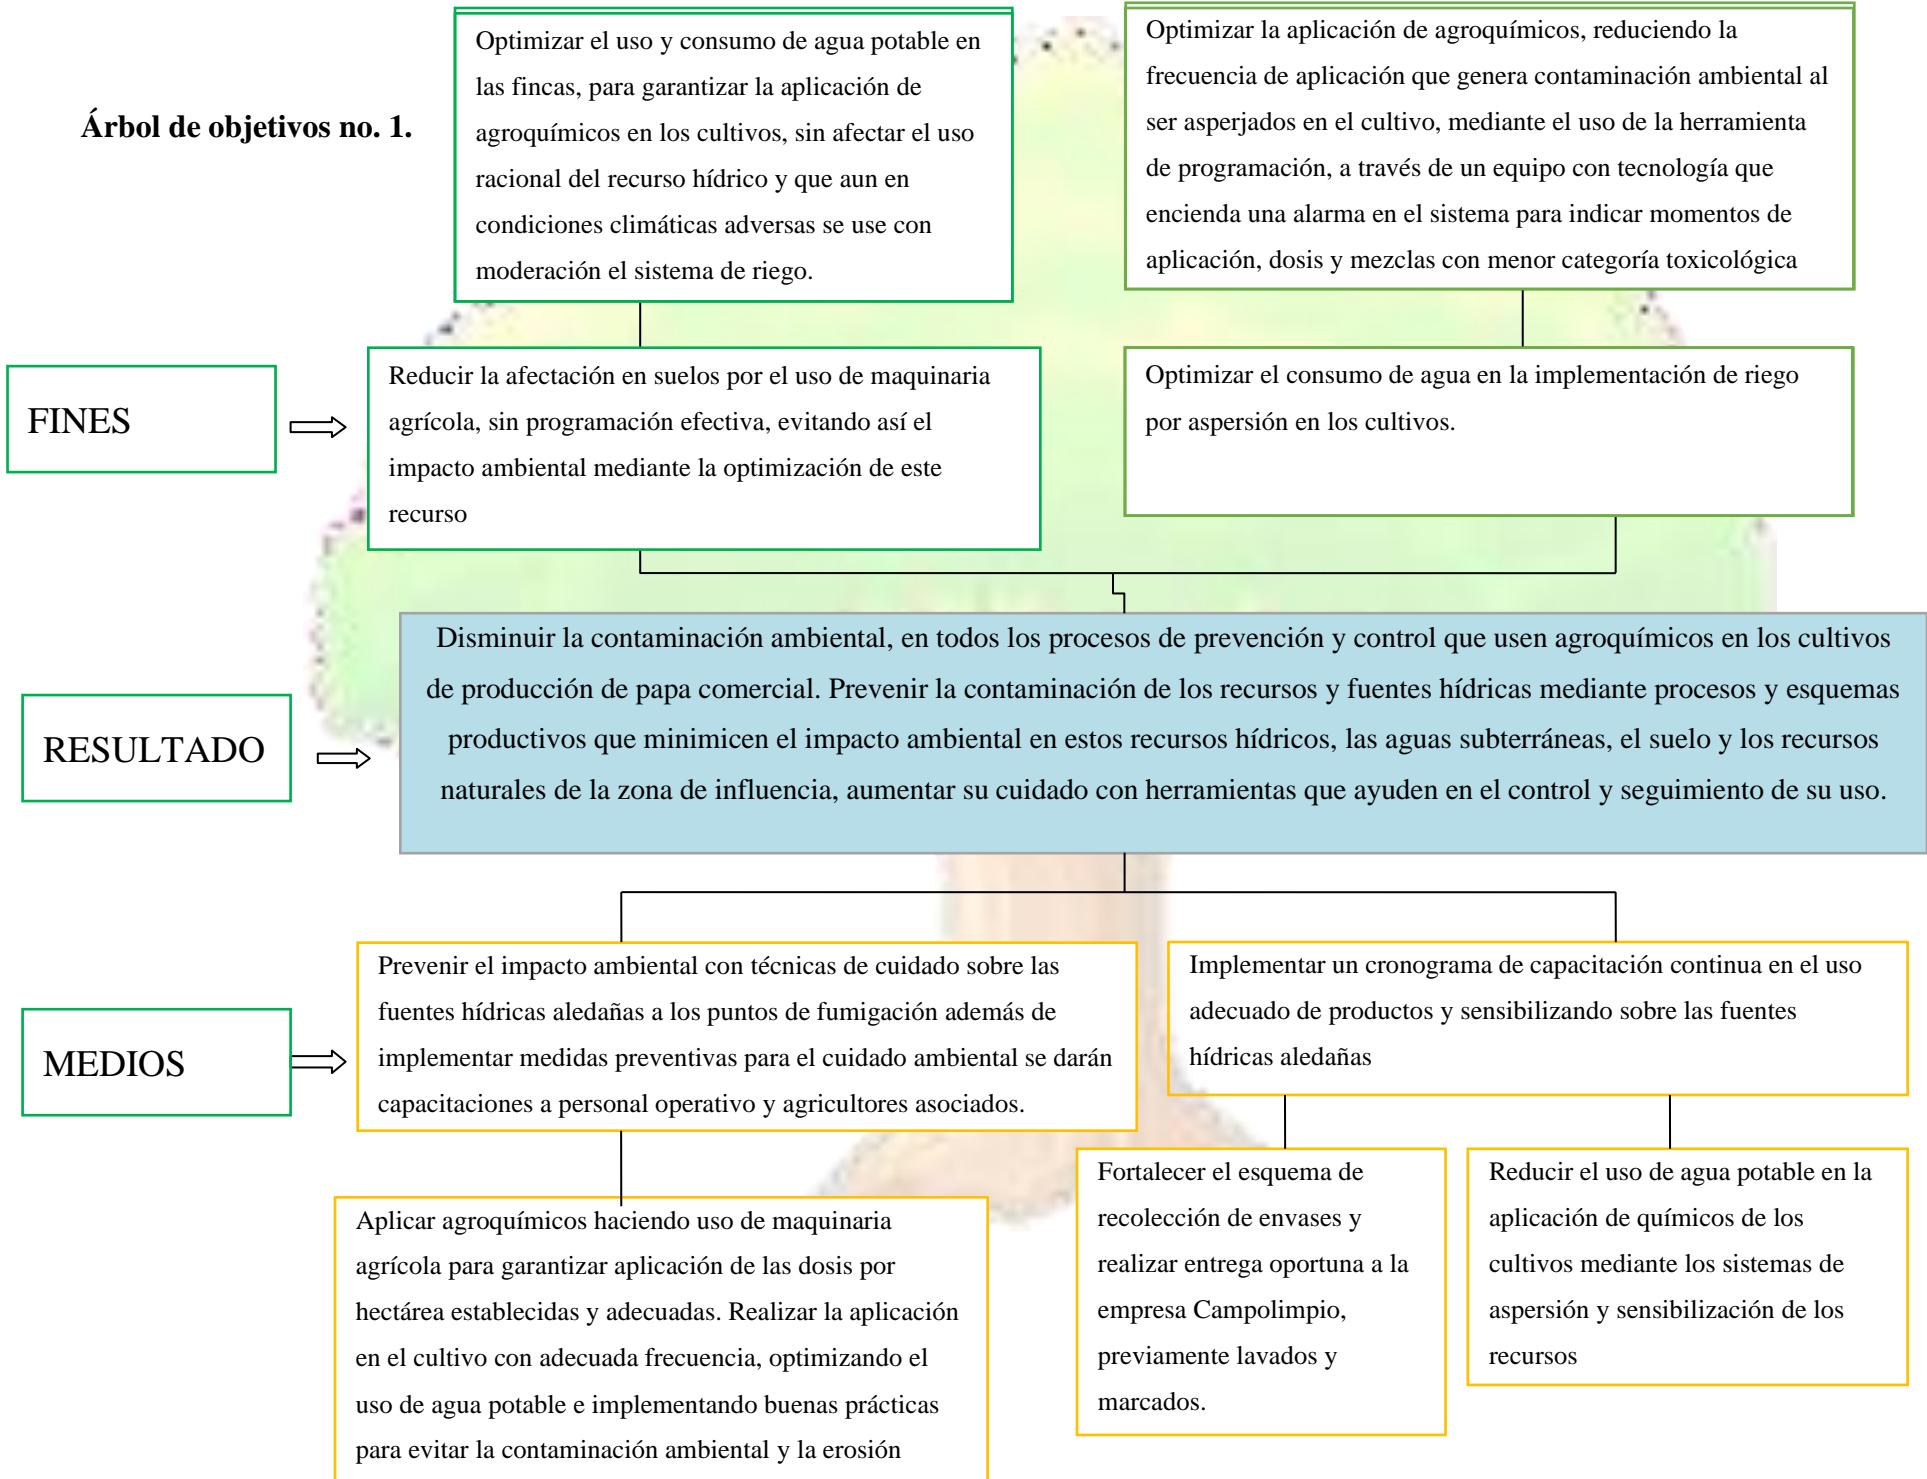 Árbol de objetivos no. 1.
Optimizar el uso y consumo de agua potable en
las fincas, para garantizar la aplicación de
agroquímicos en los cultivos, sin afectar el uso
racional del recurso hídrico y que aun en
condiciones climáticas adversas se use con
moderación el sistema de riego.
Optimizar la aplicación de agroquímicos, reduciendo la
frecuencia de aplicación que genera contaminación ambiental al
ser asperjados en el cultivo, mediante el uso de la herramienta
de programación, a través de un equipo con tecnología que
encienda una alarma en el sistema para indicar momentos de
aplicación, dosis y mezclas con menor categoría toxicológica
FINES
Reducir la afectación en suelos por el uso de maquinaria
agrícola, sin programación efectiva, evitando así el
impacto ambiental mediante la optimización de este
recurso
Optimizar el consumo de agua en la implementación de riego
por aspersión en los cultivos.
RESULTADO
Disminuir la contaminación ambiental, en todos los procesos de prevención y control que usen agroquímicos en los cultivos
de producción de papa comercial. Prevenir la contaminación de los recursos y fuentes hídricas mediante procesos y esquemas
productivos que minimicen el impacto ambiental en estos recursos hídricos, las aguas subterráneas, el suelo y los recursos
naturales de la zona de influencia, aumentar su cuidado con herramientas que ayuden en el control y seguimiento de su uso.
MEDIOS
Prevenir el impacto ambiental con técnicas de cuidado sobre las
fuentes hídricas aledañas a los puntos de fumigación además de
implementar medidas preventivas para el cuidado ambiental se darán
capacitaciones a personal operativo y agricultores asociados.
Implementar un cronograma de capacitación continua en el uso
adecuado de productos y sensibilizando sobre las fuentes
hídricas aledañas
Aplicar agroquímicos haciendo uso de maquinaria
agrícola para garantizar aplicación de las dosis por
hectárea establecidas y adecuadas. Realizar la aplicación
en el cultivo con adecuada frecuencia, optimizando el
uso de agua potable e implementando buenas prácticas
para evitar la contaminación ambiental y la erosión
Fortalecer el esquema de
recolección de envases y
realizar entrega oportuna a la
empresa Campolimpio,
previamente lavados y
marcados.
Reducir el uso de agua potable en la
aplicación de químicos de los
cultivos mediante los sistemas de
aspersión y sensibilización de los
recursos